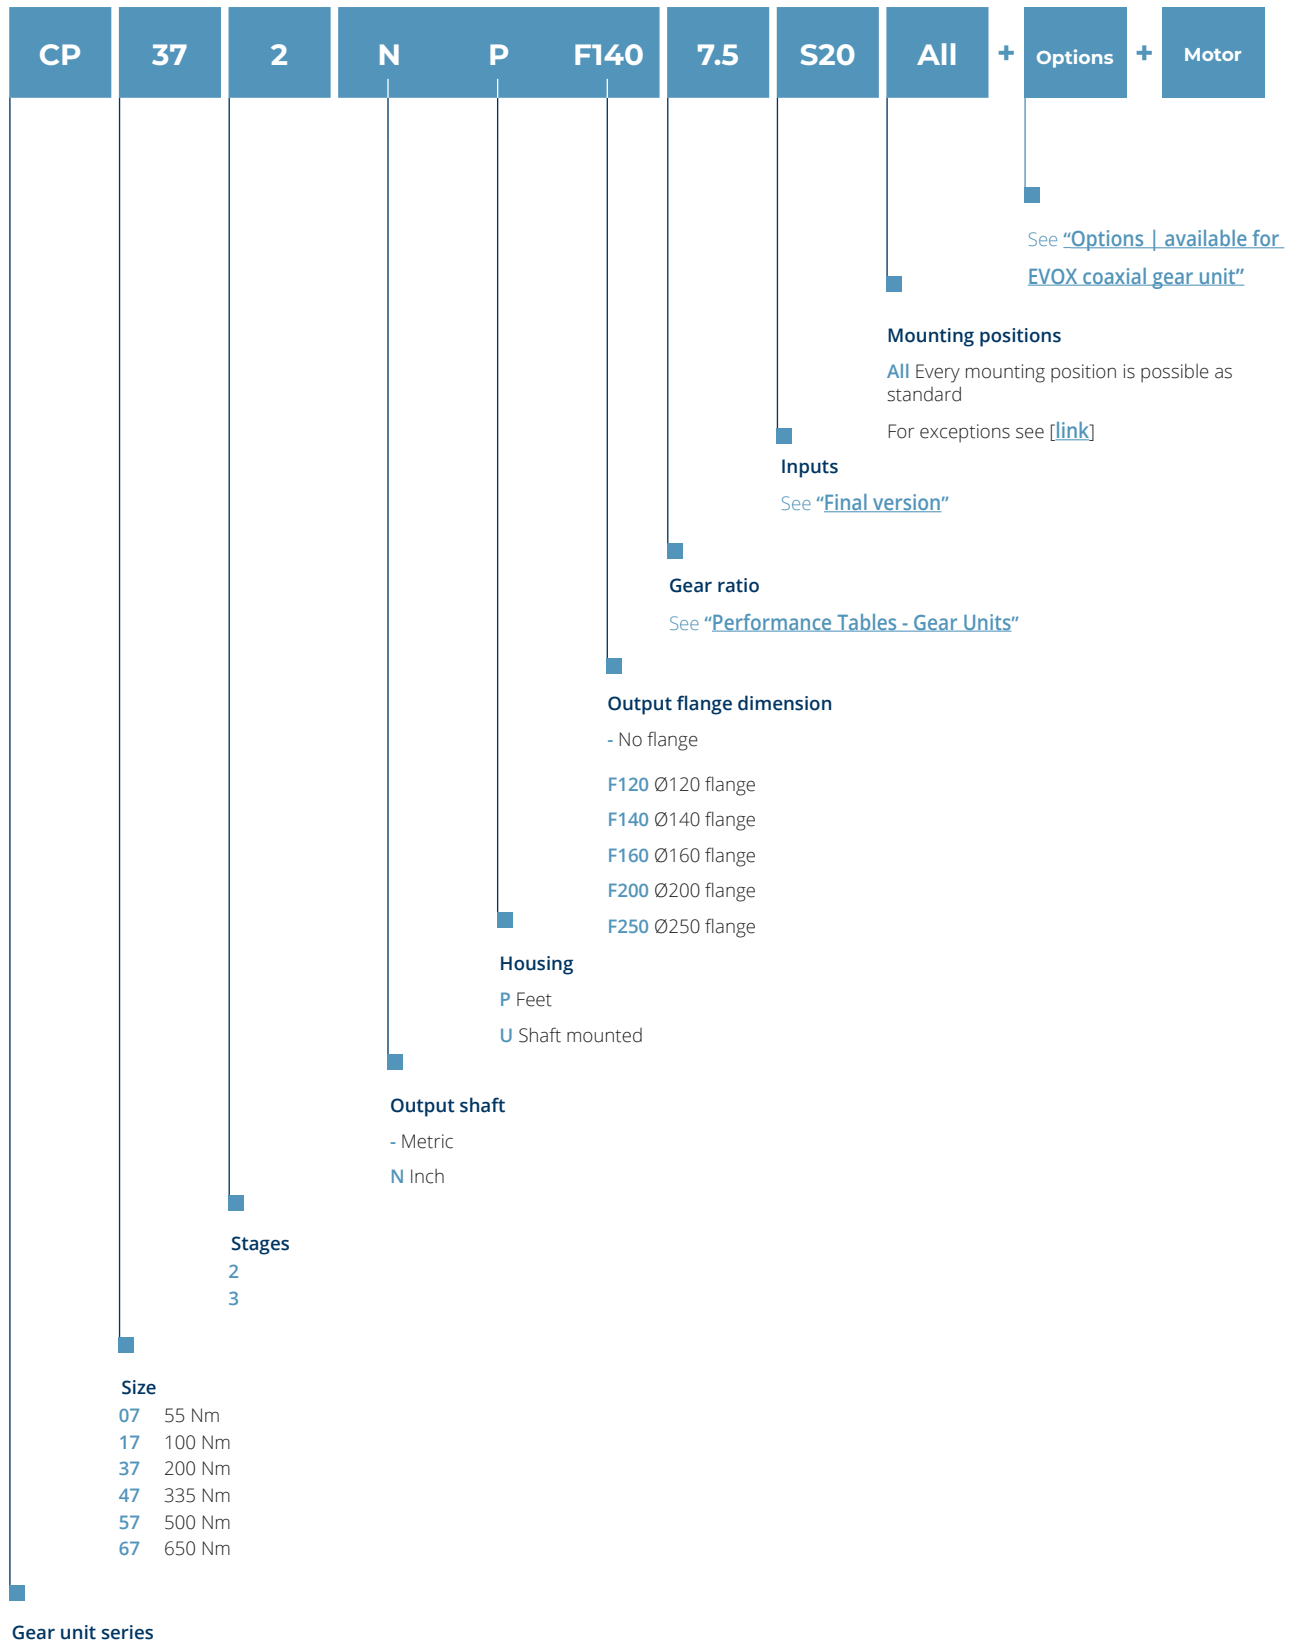 CP 37 2 N P F140 7.5 S20 All + Options + Motor
See “Options | available for
EVOX coaxial gear unit”
Mounting positions
All Every mounting position is possible as
standard
For exceptions see [link]
Inputs
See “Final version”
Gear ratio
See “Performance Tables - Gear Units”
Output flange dimension
- No flange
F120 Ø120 flange
F140 Ø140 flange
F160 Ø160 flange
F200 Ø200 flange
F250 Ø250 flange
Housing
P Feet
U Shaft mounted
Output shaft
- Metric
N Inch
Stages
2
3
Size
07 55 Nm
17 100 Nm
37 200 Nm
47 335 Nm
57 500 Nm
67 650 Nm
Gear unit series